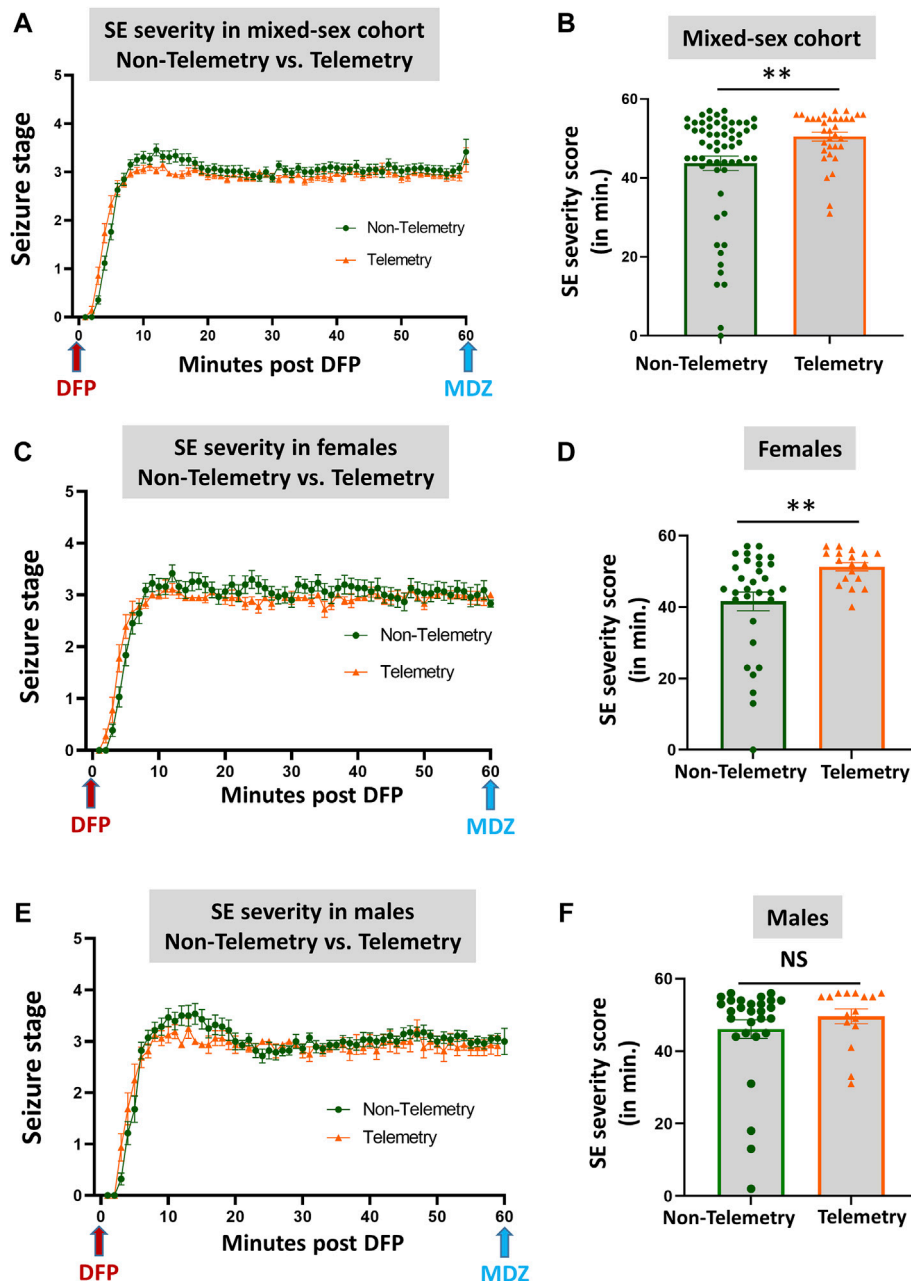 A
SE severity in mixed-sex cohort
Non-Telemetry vs. Telemetry
Seizure stage
5
4
3
2
1
0
Non-Telemetry
Telemetry
0 10 20 30 40 50 60
Minutes post DFP
DFP
MDZ
B
Mixed-sex cohort
**
SE severity score
(in min.)
60
40
20
0
Non-Telemetry Telemetry
C
SE severity in females
Non-Telemetry vs. Telemetry
Seizure stage
5
4
3
2
1
0
Non-Telemetry
Telemetry
0 10 20 30 40 50 60
Minutes post DFP
DFP
MDZ
D
Females
**
SE severity score
(in min.)
60
40
20
0
Non-Telemetry Telemetry
E
SE severity in males
Non-Telemetry vs. Telemetry
Seizure stage
5
4
3
2
1
0
Non-Telemetry
Telemetry
0 10 20 30 40 50 60
Minutes post DFP
DFP
MDZ
F
Males
NS
SE severity score
(in min.)
60
40
20
0
Non-Telemetry Telemetry